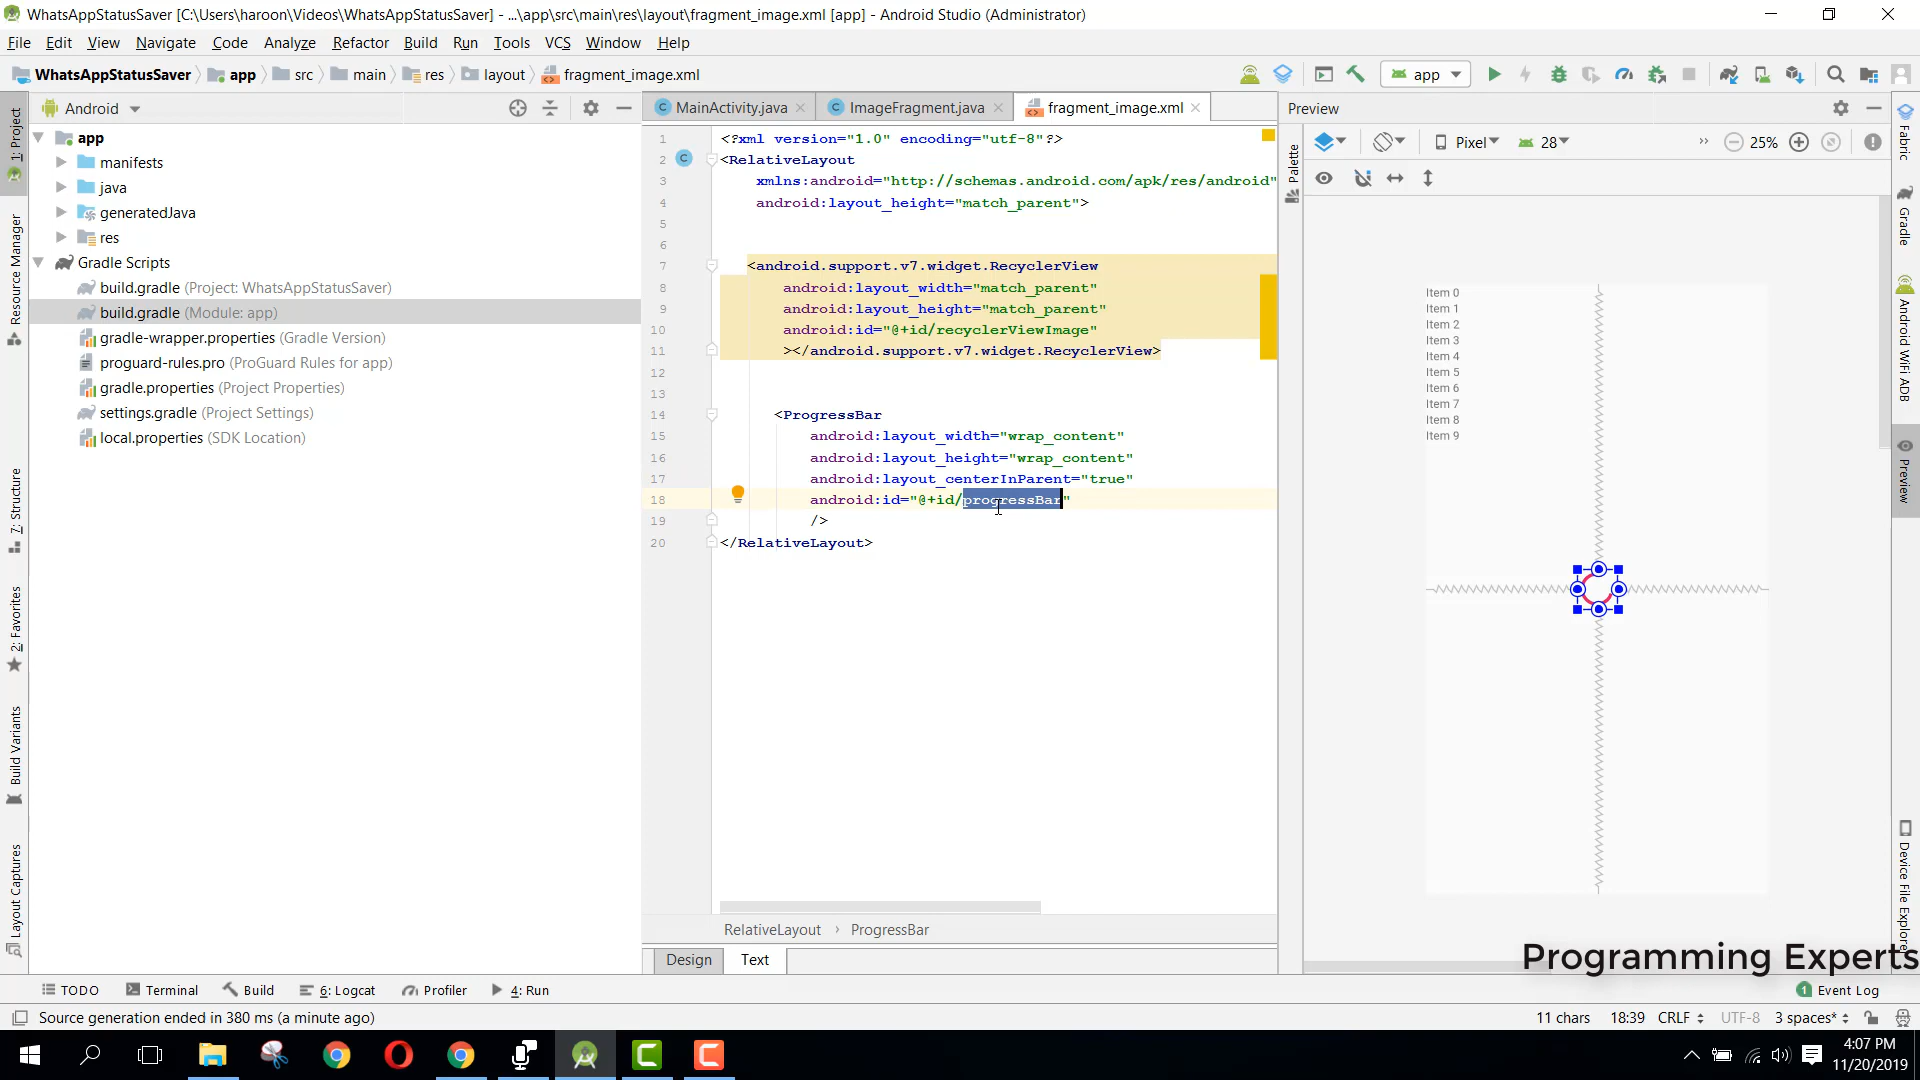 WhatsAppStatusSaver [C:\Users\haroon\Videos\WhatsAppStatusSaver] - ...\app\src\main\res\layout\fragment_image.xml [app] - Android Studio (Administrator)
File Edit View Navigate Code Analyze Refactor Build Run Tools VCS Window Help
WhatsAppStatusSaver app src main res layout fragment_image.xml app
Android
MainActivity.java ImageFragment.java fragment_image.xml
Preview
app
manifests
java
generatedJava
res
Gradle Scripts
build.gradle (Project: WhatsAppStatusSaver)
build.gradle (Module: app)
gradle-wrapper.properties (Gradle Version)
proguard-rules.pro (ProGuard Rules for app)
gradle.properties (Project Properties)
settings.gradle (Project Settings)
local.properties (SDK Location)
1: Project
Resource Manager
7: Structure
2: Favorites
Build Variants
Layout Captures
1 <?xml version="1.0" encoding="utf-8"?>
2 <RelativeLayout
3 xmlns:android="http://schemas.android.com/apk/res/android"
4 android:layout_height="match_parent">
5
6
7 <android.support.v7.widget.RecyclerView
8 android:layout_width="match_parent"
9 android:layout_height="match_parent"
10 android:id="@+id/recyclerViewImage"
11 ></android.support.v7.widget.RecyclerView>
12
13
14 <ProgressBar
15 android:layout_width="wrap_content"
16 android:layout_height="wrap_content"
17 android:layout_centerInParent="true"
18 android:id="@+id/progressBar"
19 />
20 </RelativeLayout>
RelativeLayout › ProgressBar
Design Text
Palette
Pixel 28 25%
Item 0
Item 1
Item 2
Item 3
Item 4
Item 5
Item 6
Item 7
Item 8
Item 9
Fabric
Gradle
Android WiFi ADB
Preview
Device File Explorer
Programming Experts
TODO Terminal Build 6: Logcat Profiler 4: Run 1 Event Log
Source generation ended in 380 ms (a minute ago) 11 chars 18:39 CRLF UTF-8 3 spaces*
4:07 PM
11/20/2019